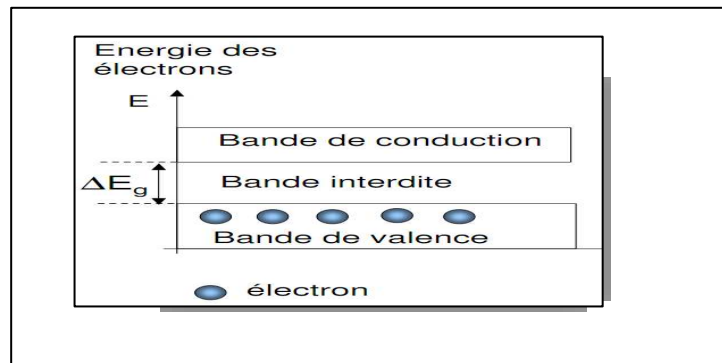 Energie des
électrons
E
Bande de conduction
ΔEg
Bande interdite
Bande de valence
électron